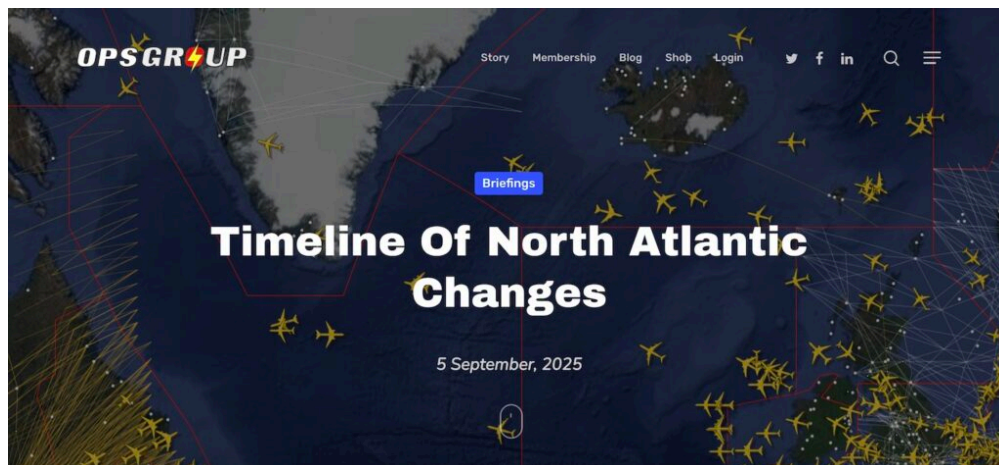 OPSGROUP
Story Membership Blog Shop Login
Briefings
Timeline Of North Atlantic
Changes
5 September, 2025